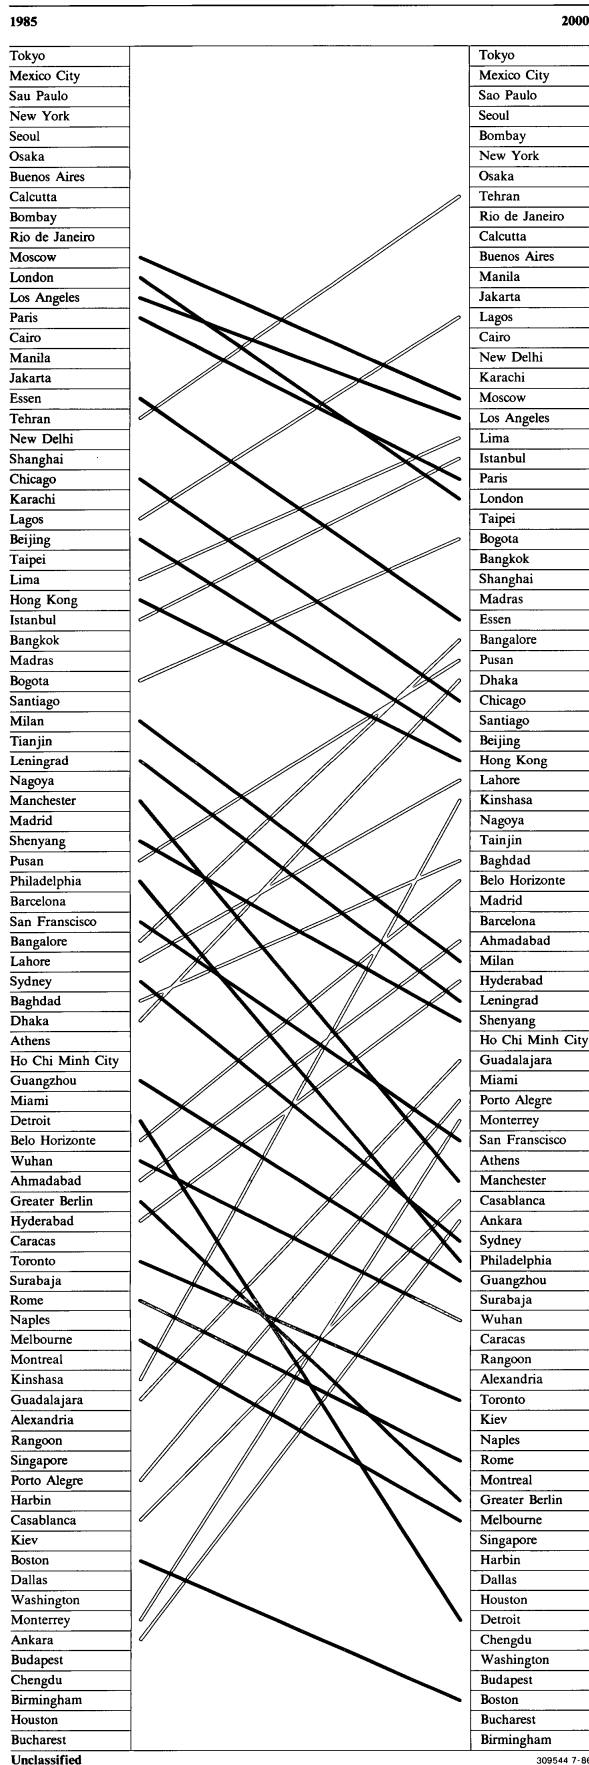 1985 2000
Tokyo Tokyo
Mexico City Mexico City
Sau Paulo Sao Paulo
New York Seoul
Seoul Bombay
Osaka New York
Buenos Aires Osaka
Calcutta Tehran
Bombay Rio de Janeiro
Rio de Janeiro Calcutta
Moscow Buenos Aires
London Manila
Los Angeles Jakarta
Paris Lagos
Cairo Cairo
Manila New Delhi
Jakarta Karachi
Essen Moscow
Tehran Los Angeles
New Delhi Lima
Shanghai Istanbul
Chicago Paris
Karachi London
Lagos Taipei
Beijing Bogota
Taipei Bangkok
Lima Shanghai
Hong Kong Madras
Istanbul Essen
Bangkok Bangalore
Madras Pusan
Bogota Dhaka
Santiago Chicago
Milan Santiago
Tianjin Beijing
Leningrad Hong Kong
Nagoya Lahore
Manchester Kinshasa
Madrid Nagoya
Shenyang Tainjin
Pusan Baghdad
Philadelphia Belo Horizonte
Barcelona Madrid
San Franscisco Barcelona
Bangalore Ahmadabad
Lahore Milan
Sydney Hyderabad
Baghdad Leningrad
Dhaka Shenyang
Athens Ho Chi Minh City
Ho Chi Minh City Guadalajara
Guangzhou Miami
Miami Porto Alegre
Detroit Monterrey
Belo Horizonte San Franscisco
Wuhan Athens
Ahmadabad Manchester
Greater Berlin Casablanca
Hyderabad Ankara
Caracas Sydney
Toronto Philadelphia
Surabaja Guangzhou
Rome Surabaja
Naples Wuhan
Melbourne Caracas
Montreal Rangoon
Kinshasa Alexandria
Guadalajara Toronto
Alexandria Kiev
Rangoon Naples
Singapore Rome
Porto Alegre Montreal
Harbin Greater Berlin
Casablanca Melbourne
Kiev Singapore
Boston Harbin
Dallas Dallas
Washington Houston
Monterrey Detroit
Ankara Chengdu
Budapest Washington
Chengdu Budapest
Birmingham Boston
Houston Bucharest
Bucharest Birmingham
Unclassified 309544 7-86